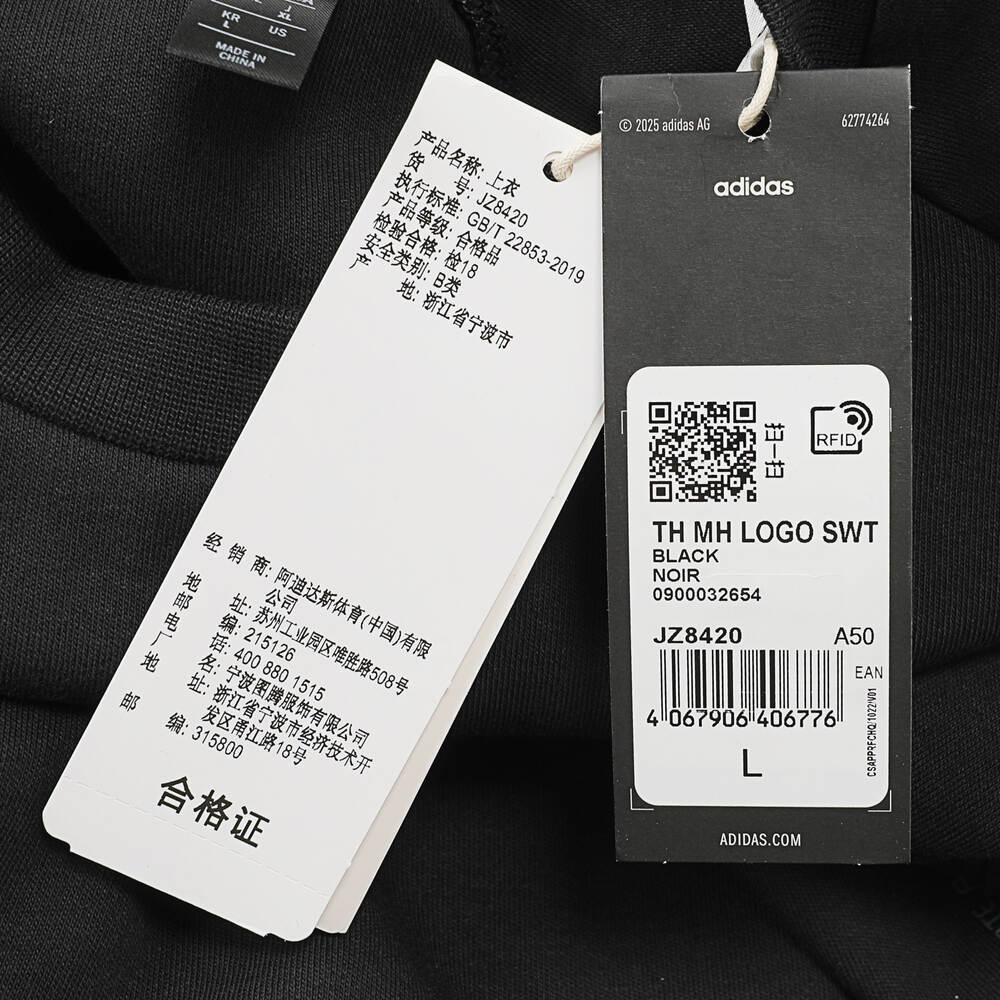 J
XL
KR
L
US
MADE IN
CHINA
产品名称: 上衣
货 号: JZ8420
执行标准: GB/T 22853-2019
产品等级: 合格品
检验合格: 检18
安全类别: B类
产 地: 浙江省宁波市
经 销 商: 阿迪达斯体育(中国)有限
公司
地 址: 苏州工业园区唯胜路508号
邮 编: 215126
电 话: 400 880 1515
厂 名: 宁波图腾服饰有限公司
地 址: 浙江省宁波市经济技术开
发区甬江路18号
邮 编: 315800
合格证
© 2025 adidas AG
62774264
adidas
扫一扫
RFID
TH MH LOGO SWT
BLACK
NOIR
0900032654
JZ8420 A50
EAN
4 067906 406776
L
CSAPPRFCHQ/1022/V01
ADIDAS.COM